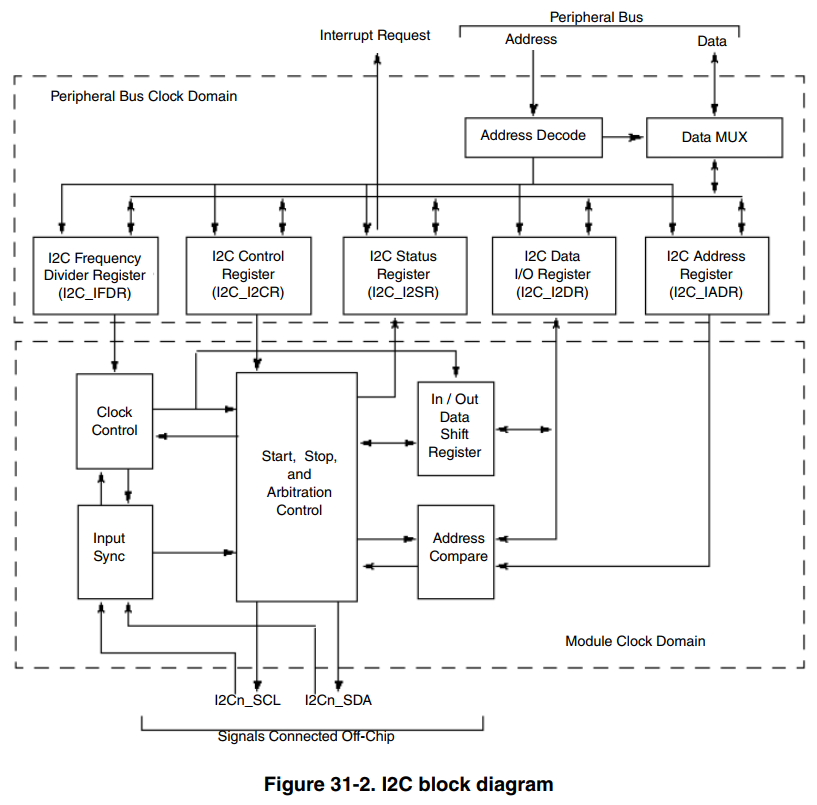 Peripheral Bus
Interrupt Request
Address
Data
Peripheral Bus Clock Domain
Address Decode
Data MUX
I2C Frequency
Divider Register
(I2C_IFDR)
I2C Control
Register
(I2C_I2CR)
I2C Status
Register
(I2C_I2SR)
I2C Data
I/O Register
(I2C_I2DR)
I2C Address
Register
(I2C_IADR)
Clock
Control
Start, Stop,
and
Arbitration
Control
In / Out
Data
Shift
Register
Input
Sync
Address
Compare
Module Clock Domain
I2Cn_SCL
I2Cn_SDA
Signals Connected Off-Chip
Figure 31-2. I2C block diagram